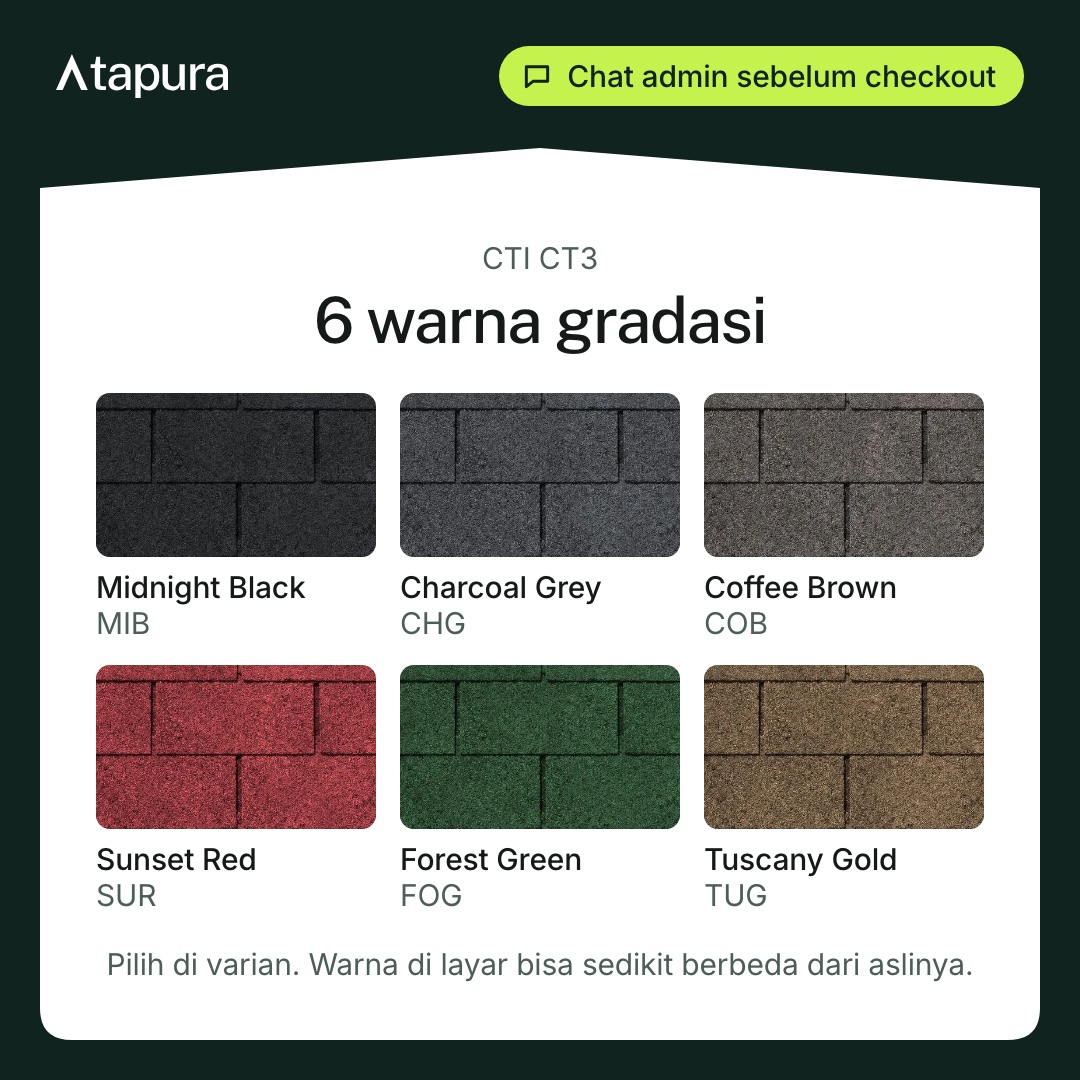 Atapura
Chat admin sebelum checkout
CTI CT3
6 warna gradasi
Midnight Black
MIB
Charcoal Grey
CHG
Coffee Brown
COB
Sunset Red
SUR
Forest Green
FOG
Tuscany Gold
TUG
Pilih di varian. Warna di layar bisa sedikit berbeda dari aslinya.